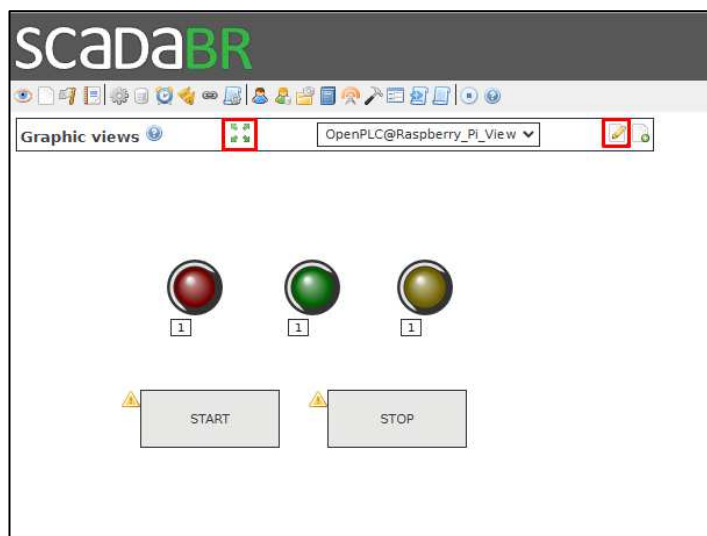 SCADABR
Graphic views OpenPLC@Raspberry_Pi_View
1 1 1
START STOP